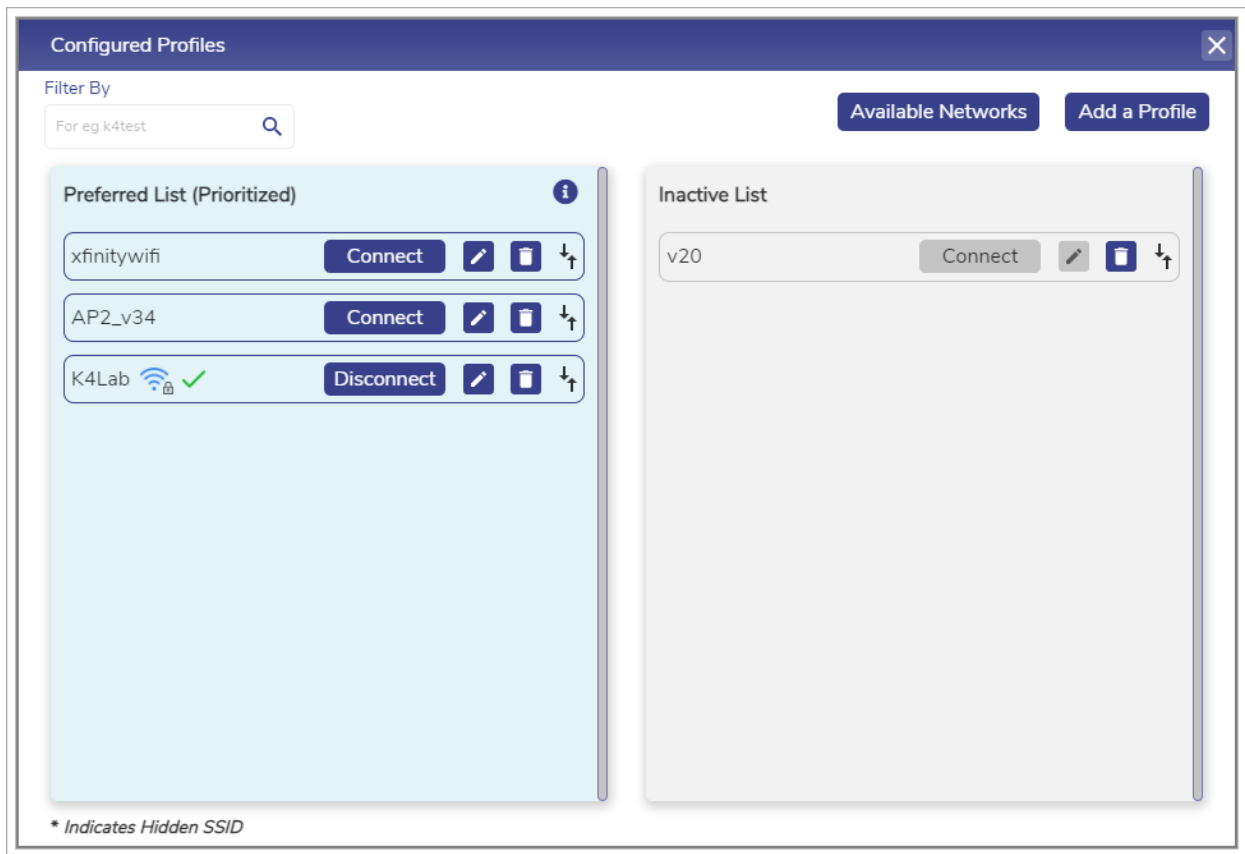 Configured Profiles
Filter By
For eg k4test
Available Networks
Add a Profile
Preferred List (Prioritized)
xfinitywifi Connect
AP2_v34 Connect
K4Lab Disconnect
Inactive List
v20 Connect
* Indicates Hidden SSID